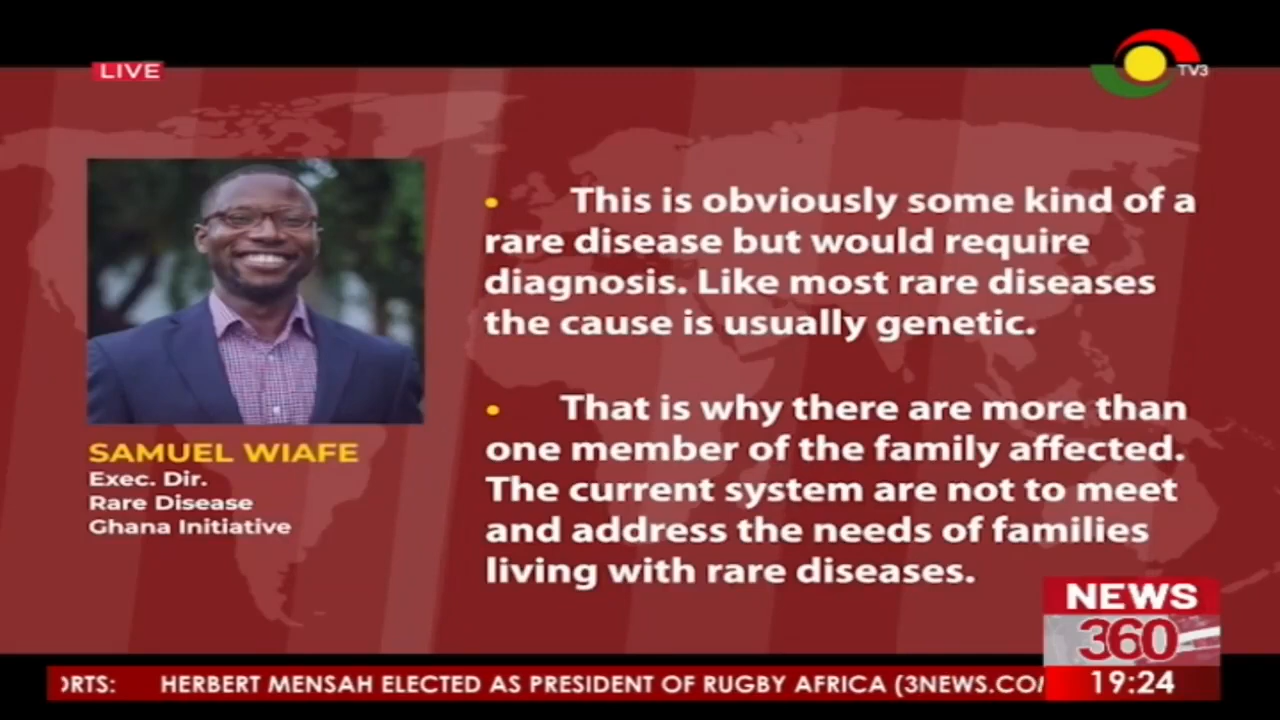 LIVE
TV3
• This is obviously some kind of a
rare disease but would require
diagnosis. Like most rare diseases
the cause is usually genetic.
• That is why there are more than
one member of the family affected.
The current system are not to meet
and address the needs of families
living with rare diseases.
SAMUEL WIAFE
Exec. Dir.
Rare Disease
Ghana Initiative
NEWS
360
19:24
HERBERT MENSAH ELECTED AS PRESIDENT OF RUGBY AFRICA